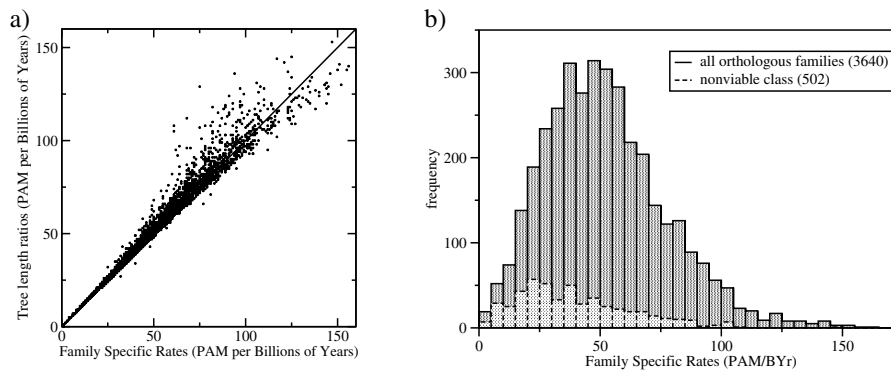 a)
Tree length ratios (PAM per Billions of Years)
150
100
50
0
0 50 100 150
Family Specific Rates (PAM per Billions of Years)
b)
frequency
300
200
100
0
all orthologous families (3640)
nonviable class (502)
0 50 100 150
Family Specific Rates (PAM/BYr)